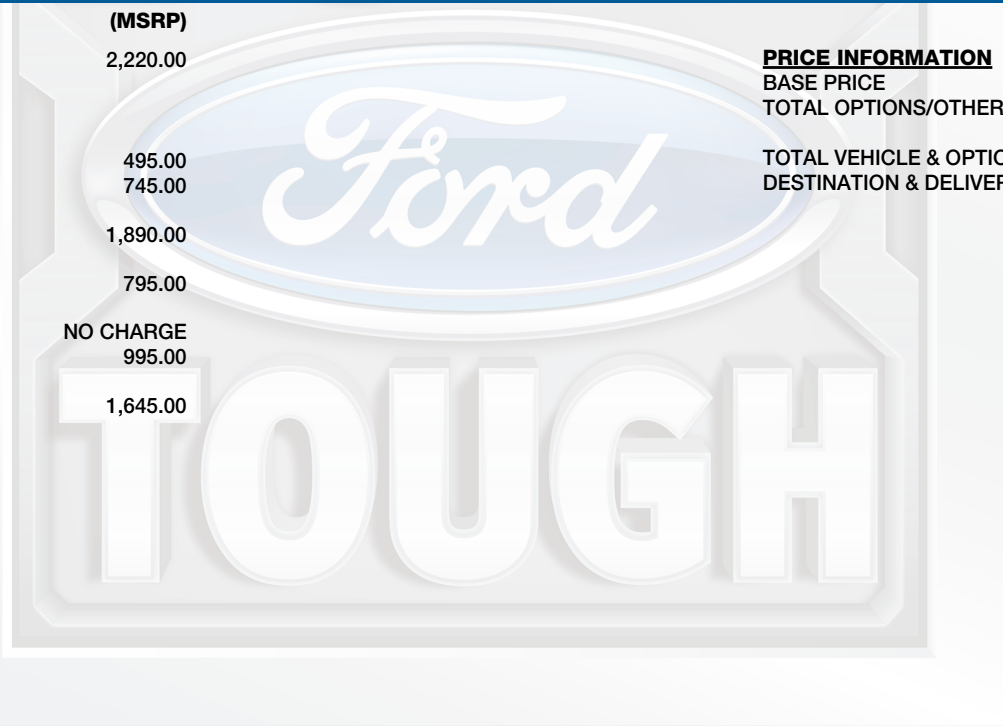 (MSRP)
2,220.00
495.00
745.00
1,890.00
795.00
NO CHARGE
995.00
1,645.00
PRICE INFORMATION
BASE PRICE
TOTAL OPTIONS/OTHER
TOTAL VEHICLE & OPTIO
DESTINATION & DELIVER
Ford
TOUGH